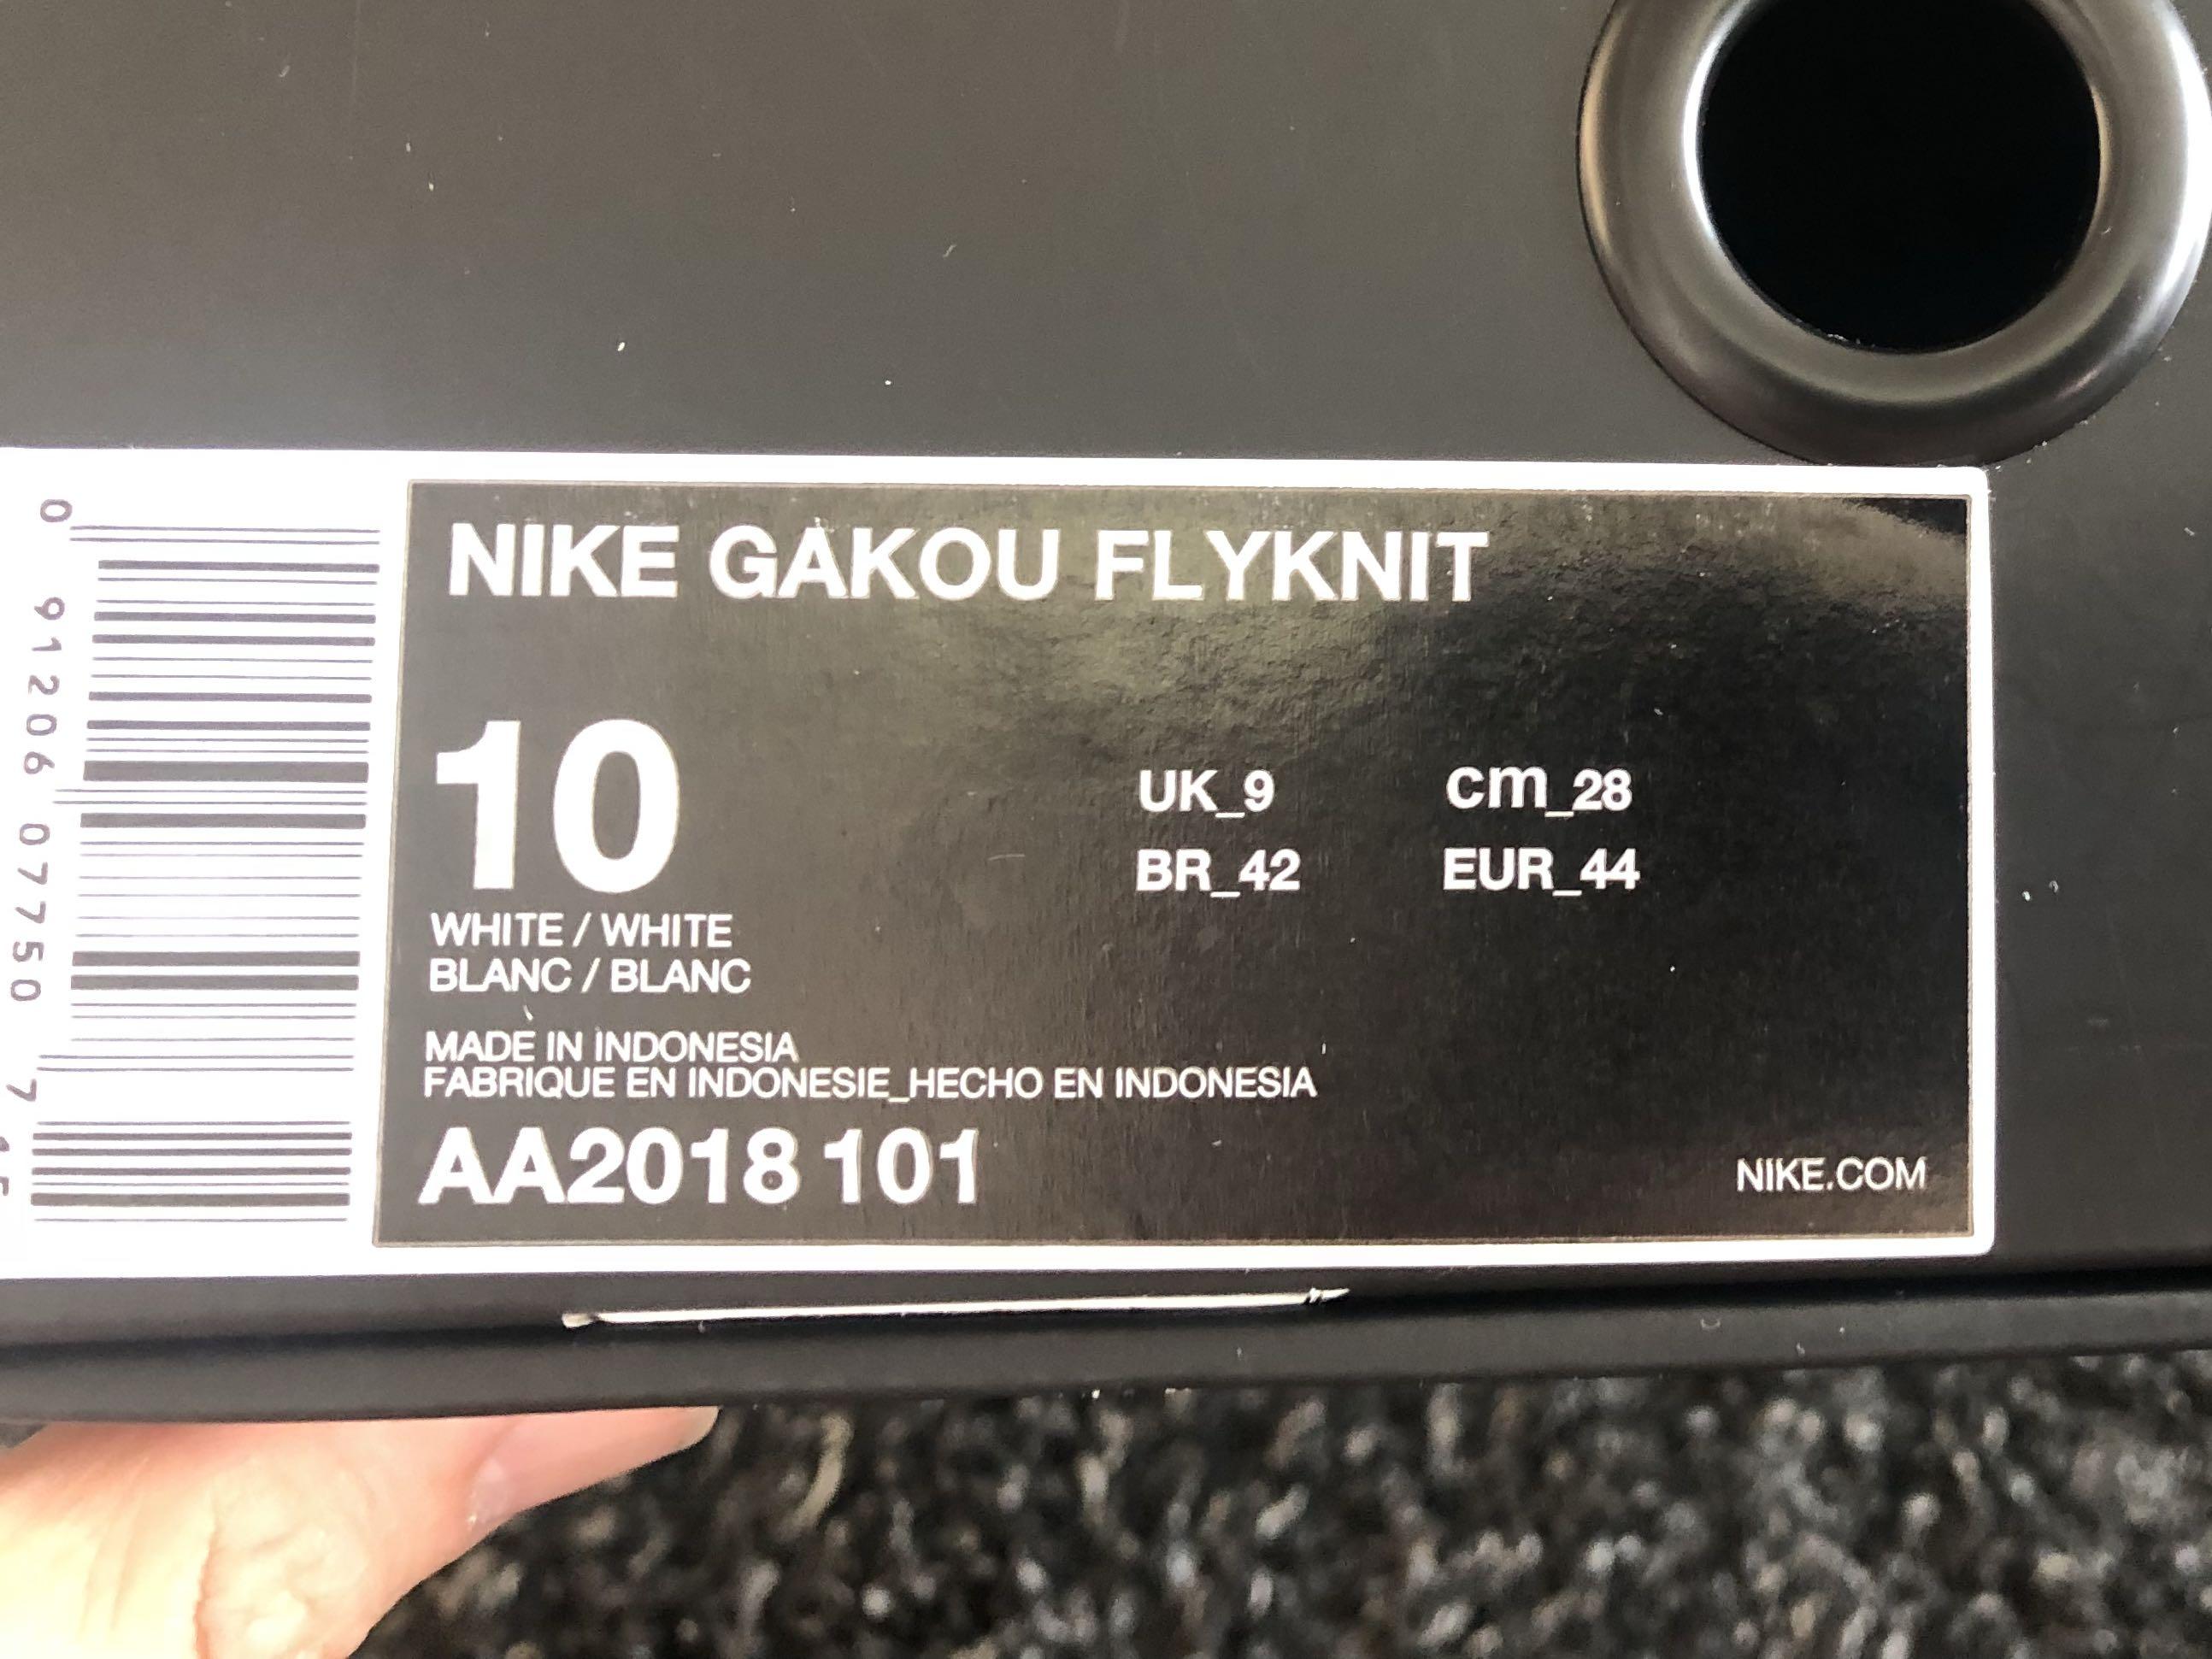 NIKE GAKOU FLYKNIT
10
UK_9 cm_28
BR_42 EUR_44
WHITE / WHITE
BLANC / BLANC
MADE IN INDONESIA
FABRIQUE EN INDONESIE_HECHO EN INDONESIA
AA2018 101
NIKE.COM
0 91206 07750 7